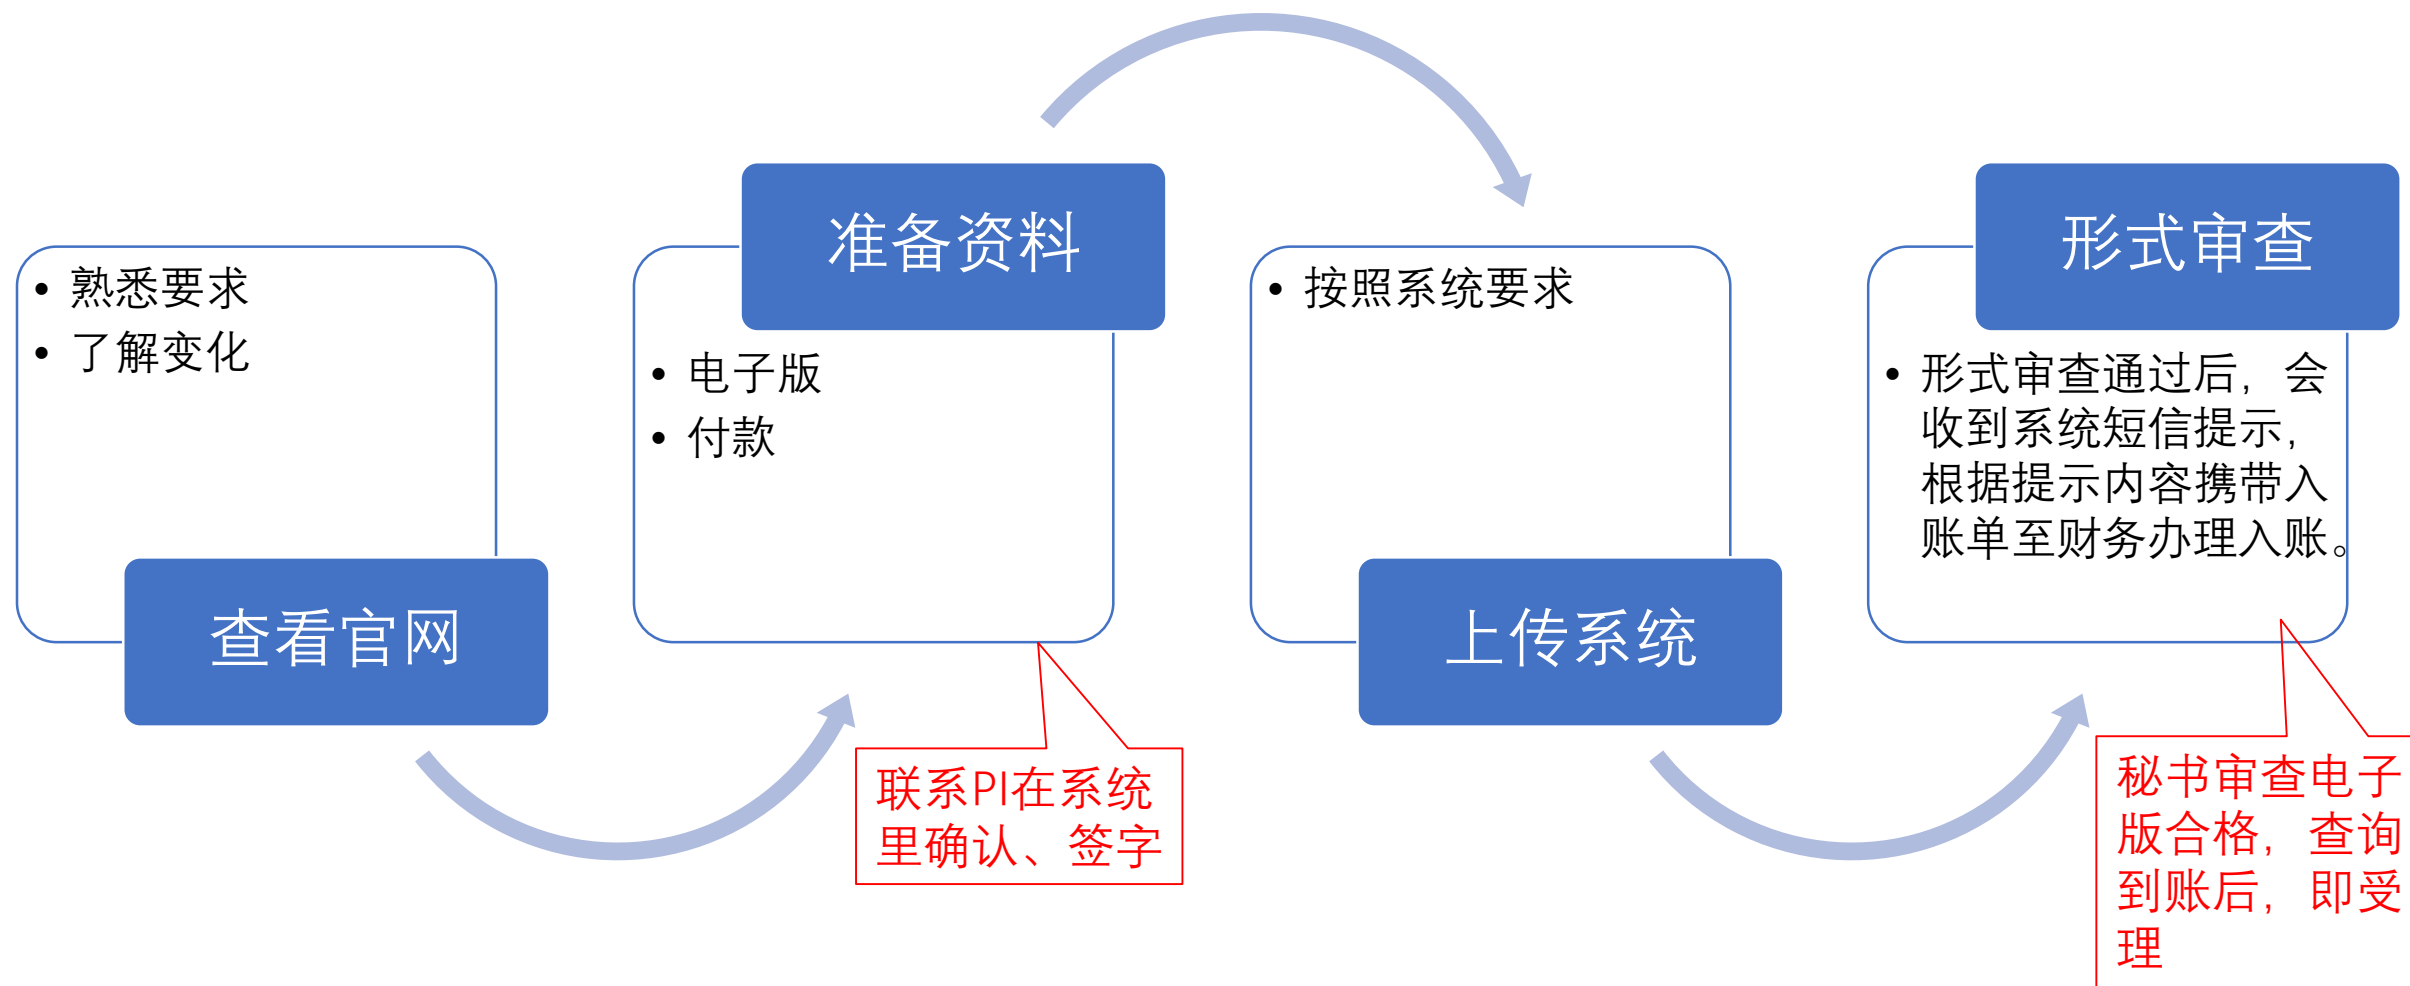 • 熟悉要求
• 了解变化
查看官网
准备资料
• 电子版
• 付款
联系PI在系统
里确认、签字
• 按照系统要求
上传系统
形式审查
• 形式审查通过后，会
收到系统短信提示，
根据提示内容携带入
账单至财务办理入账。
秘书审查电子
版合格，查询
到账后，即受
理